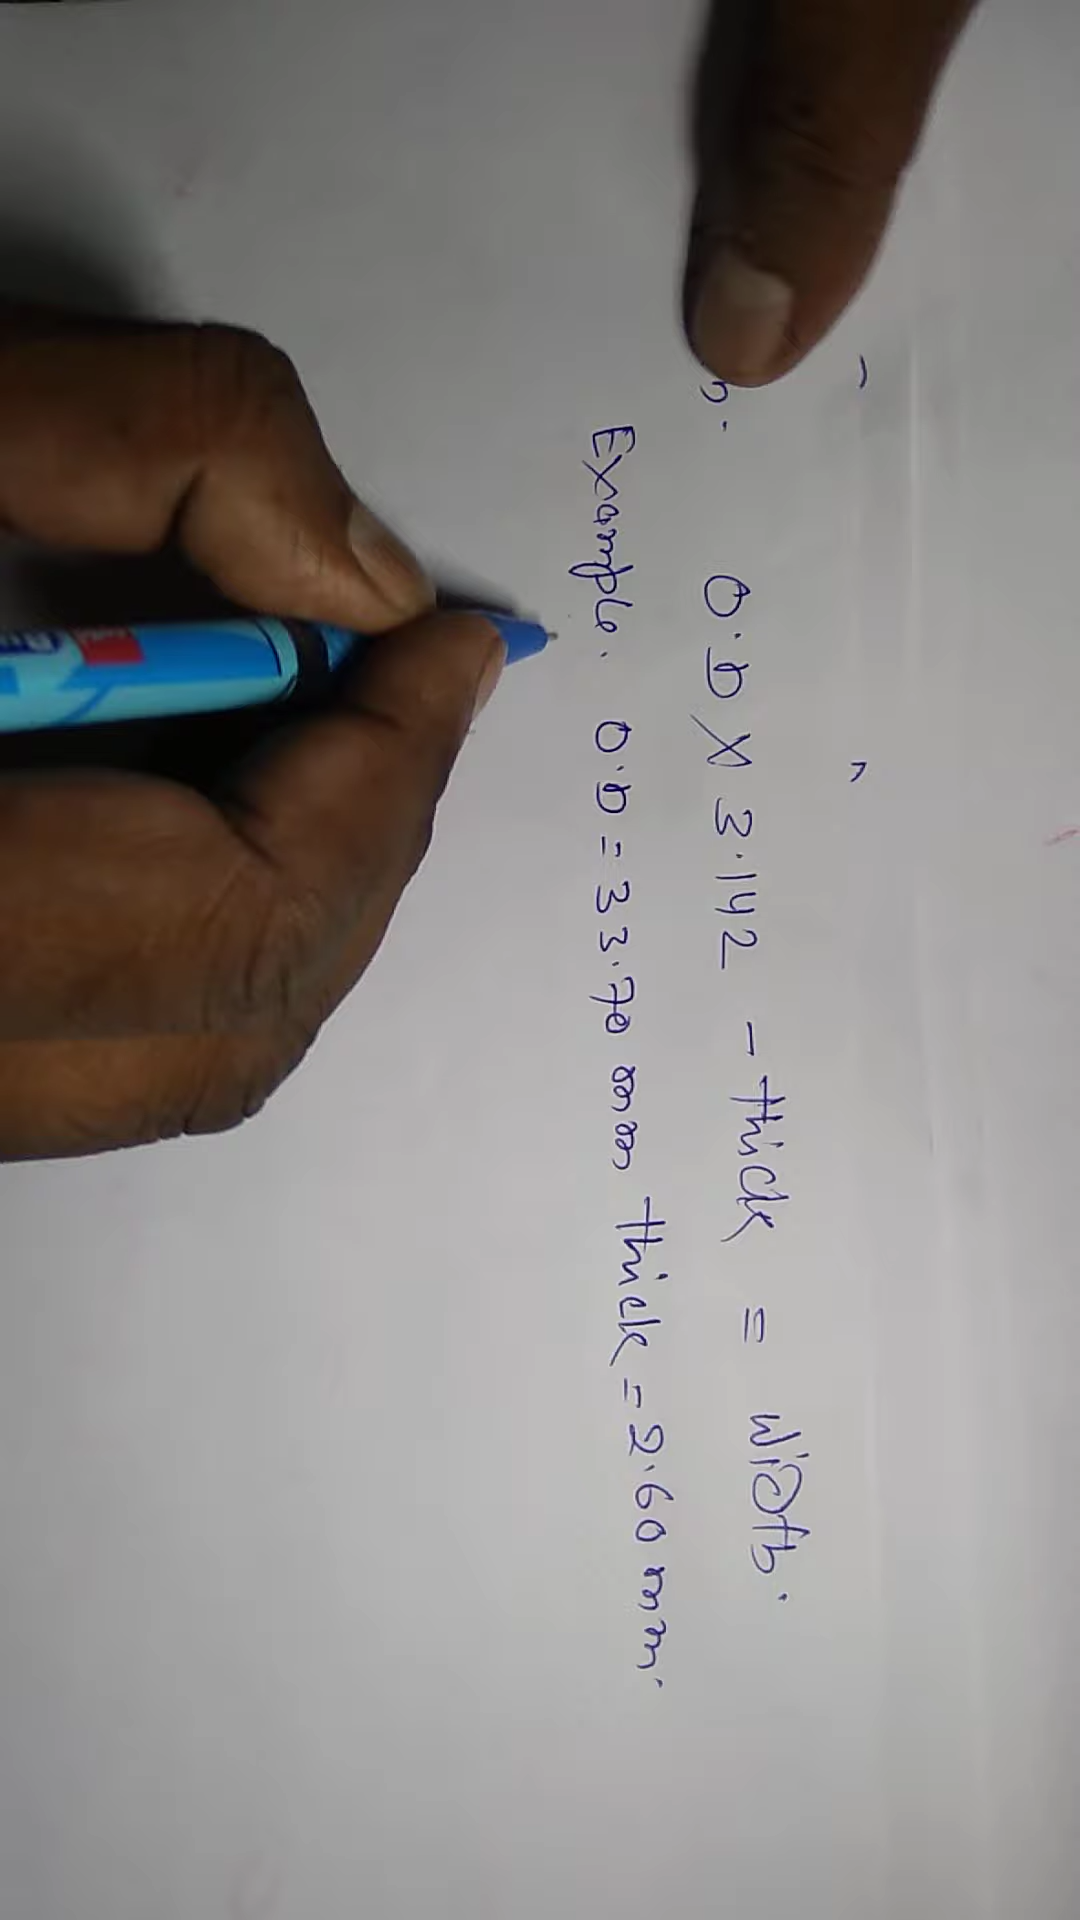 O.D X 3.142 - thick = width.
Example. O.D = 33.70 mm thick = 2.60 mm.